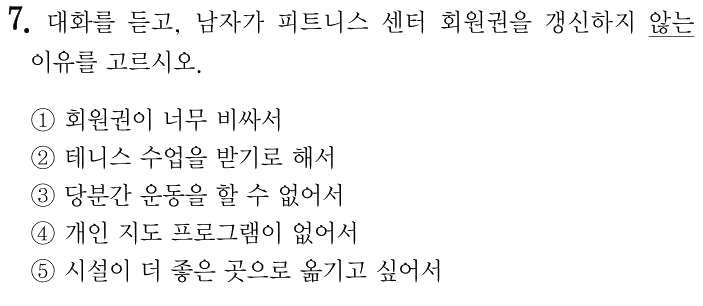 7. 대화를 듣고, 남자가 피트니스 센터 회원권을 갱신하지 않는
이유를 고르시오.
① 회원권이 너무 비싸서
② 테니스 수업을 받기로 해서
③ 당분간 운동을 할 수 없어서
④ 개인 지도 프로그램이 없어서
⑤ 시설이 더 좋은 곳으로 옮기고 싶어서